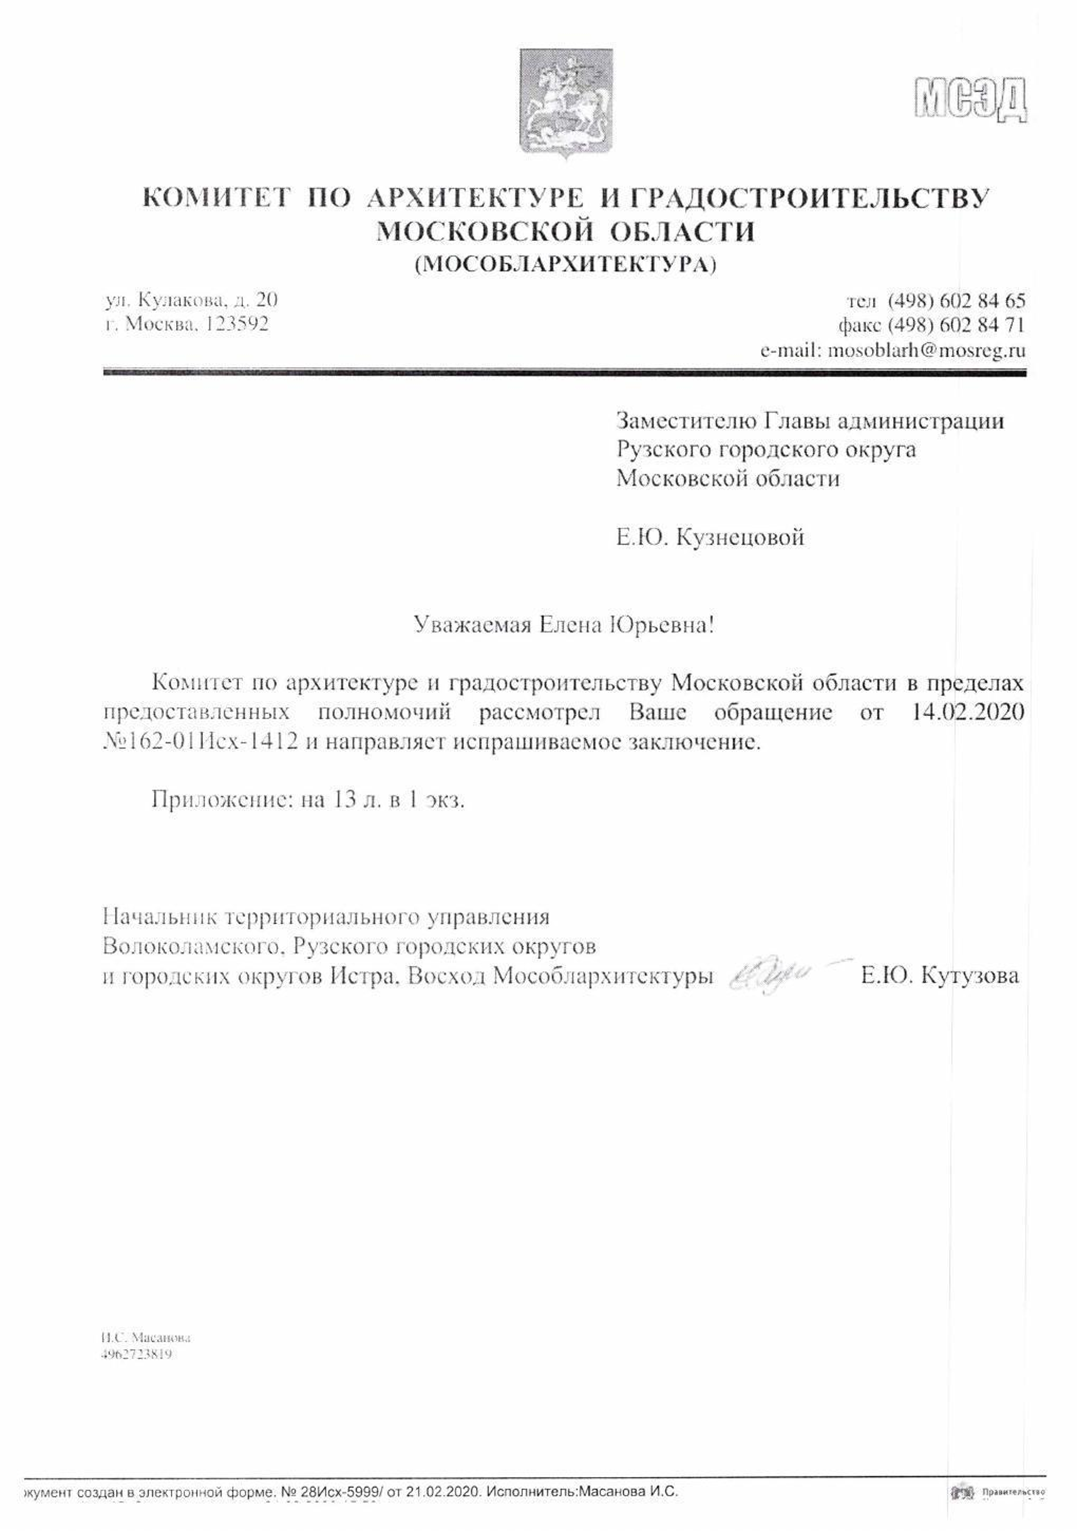 МСЭД
КОМИТЕТ ПО АРХИТЕКТУРЕ И ГРАДОСТРОИТЕЛЬСТВУ
МОСКОВСКОЙ ОБЛАСТИ
(МОСОБЛАРХИТЕКТУРА)
ул. Кулакова, д. 20
г. Москва, 123592
тел (498) 602 84 65
факс (498) 602 84 71
e-mail: mosoblarh@mosreg.ru
Заместителю Главы администрации
Рузского городского округа
Московской области
Е.Ю. Кузнецовой
Уважаемая Елена Юрьевна!
Комитет по архитектуре и градостроительству Московской области в пределах
предоставленных полномочий рассмотрел Ваше обращение от 14.02.2020
№162-01Исх-1412 и направляет испрашиваемое заключение.
Приложение: на 13 л. в 1 экз.
Начальник территориального управления
Волоколамского, Рузского городских округов
и городских округов Истра, Восход Мособлархитектуры Е.Ю. Кутузова
И.С. Масанова
4962723819
кумент создан в электронной форме. № 28Исх-5999/ от 21.02.2020. Исполнитель:Масанова И.С.
Правительство